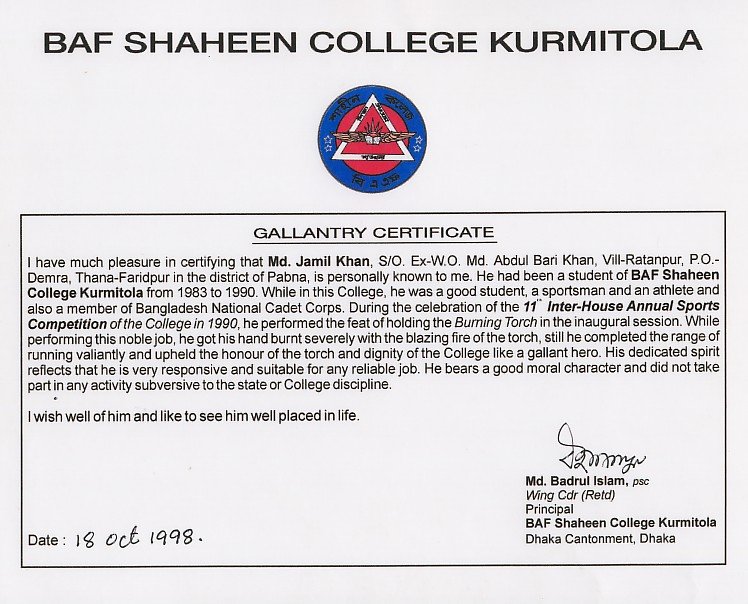 BAF SHAHEEN COLLEGE KURMITOLA
শাহীন কলেজ
বি এ এফ
GALLANTRY CERTIFICATE
I have much pleasure in certifying that Md. Jamil Khan, S/O. Ex-W.O. Md. Abdul Bari Khan, Vill-Ratanpur, P.O.-
Demra, Thana-Faridpur in the district of Pabna, is personally known to me. He had been a student of BAF Shaheen
College Kurmitola from 1983 to 1990. While in this College, he was a good student, a sportsman and an athlete and
also a member of Bangladesh National Cadet Corps. During the celebration of the 11th Inter-House Annual Sports
Competition of the College in 1990, he performed the feat of holding the Burning Torch in the inaugural session. While
performing this noble job, he got his hand burnt severely with the blazing fire of the torch, still he completed the range of
running valiantly and upheld the honour of the torch and dignity of the College like a gallant hero. His dedicated spirit
reflects that he is very responsive and suitable for any reliable job. He bears a good moral character and did not take
part in any activity subversive to the state or College discipline.
I wish well of him and like to see him well placed in life.
Md. Badrul Islam, psc
Wing Cdr (Retd)
Principal
BAF Shaheen College Kurmitola
Dhaka Cantonment, Dhaka
Date : 18 Oct 1998.